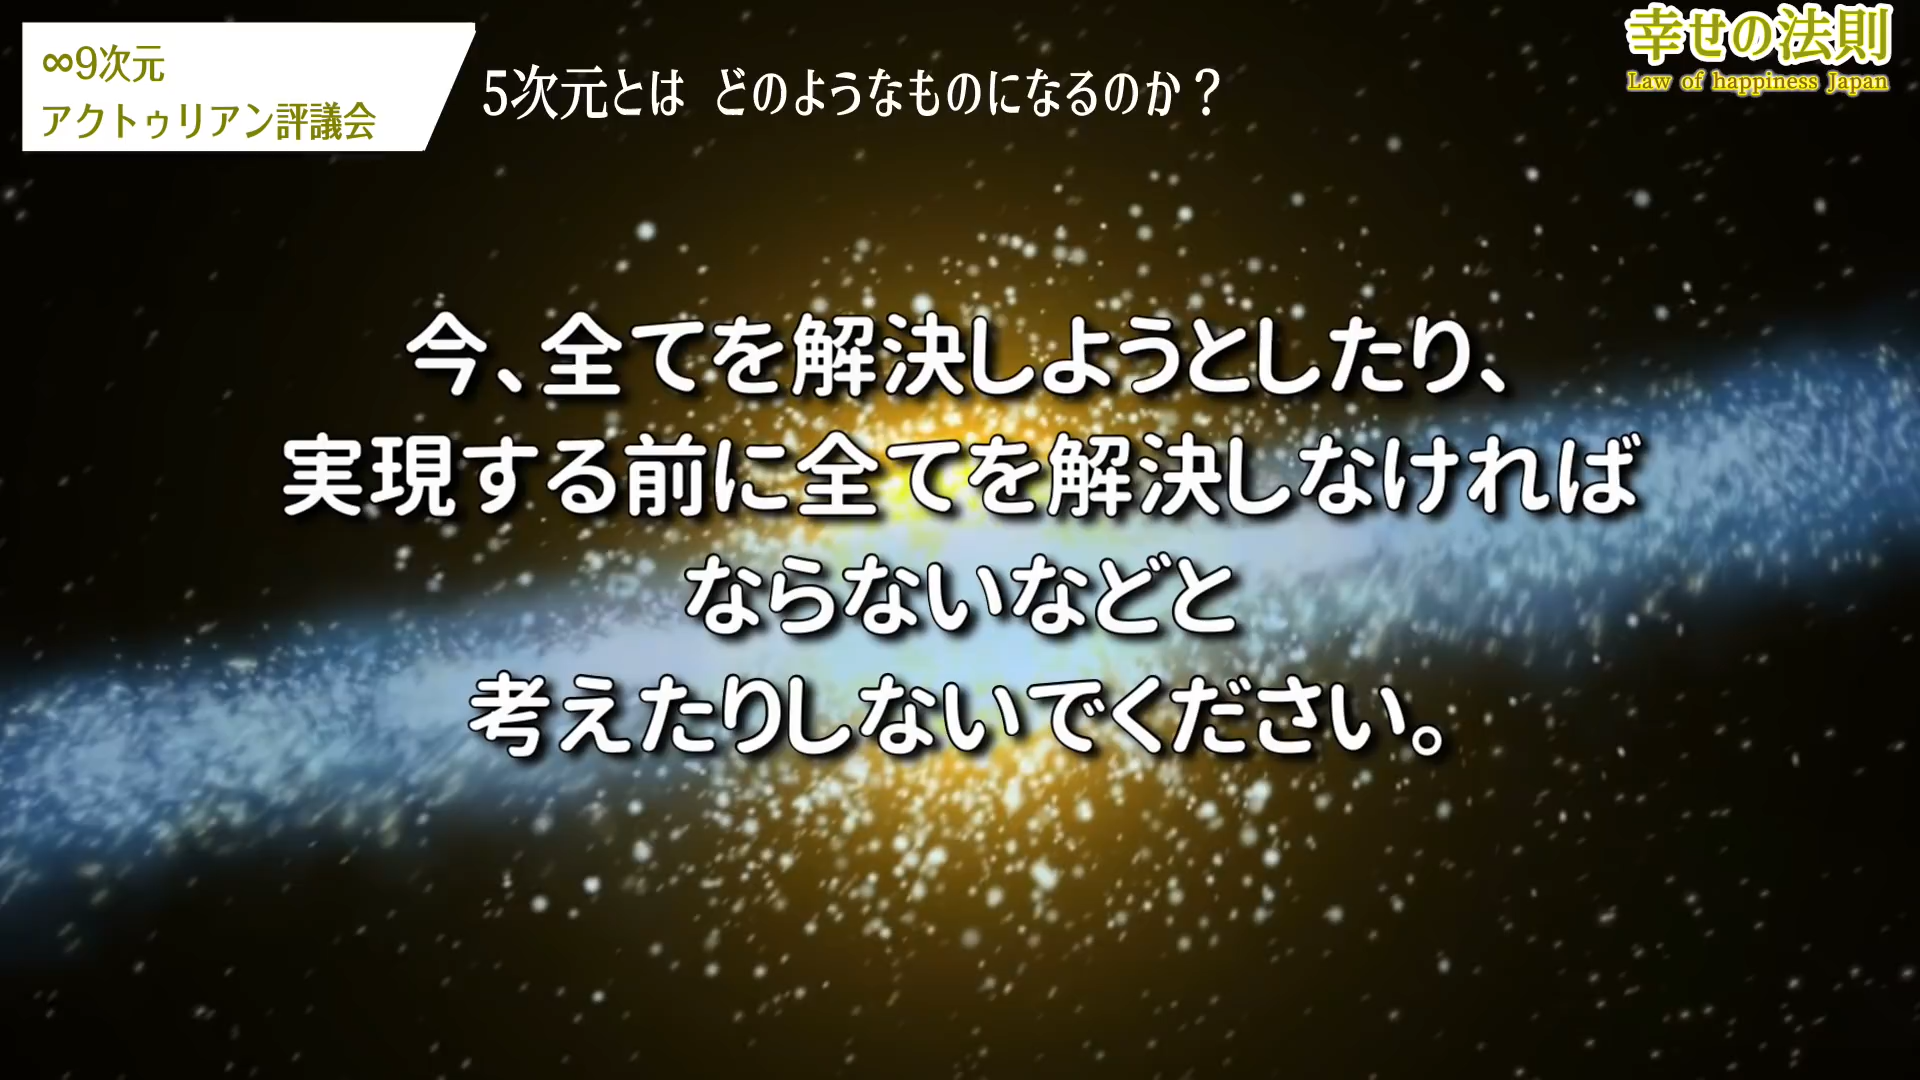 ∞9次元
アクトゥリアン評議会
5次元とは どのようなものになるのか？
幸せの法則
Law of happiness Japan
今、全てを解決しようとしたり、
実現する前に全てを解決しなければ
ならないなどと
考えたりしないでください。